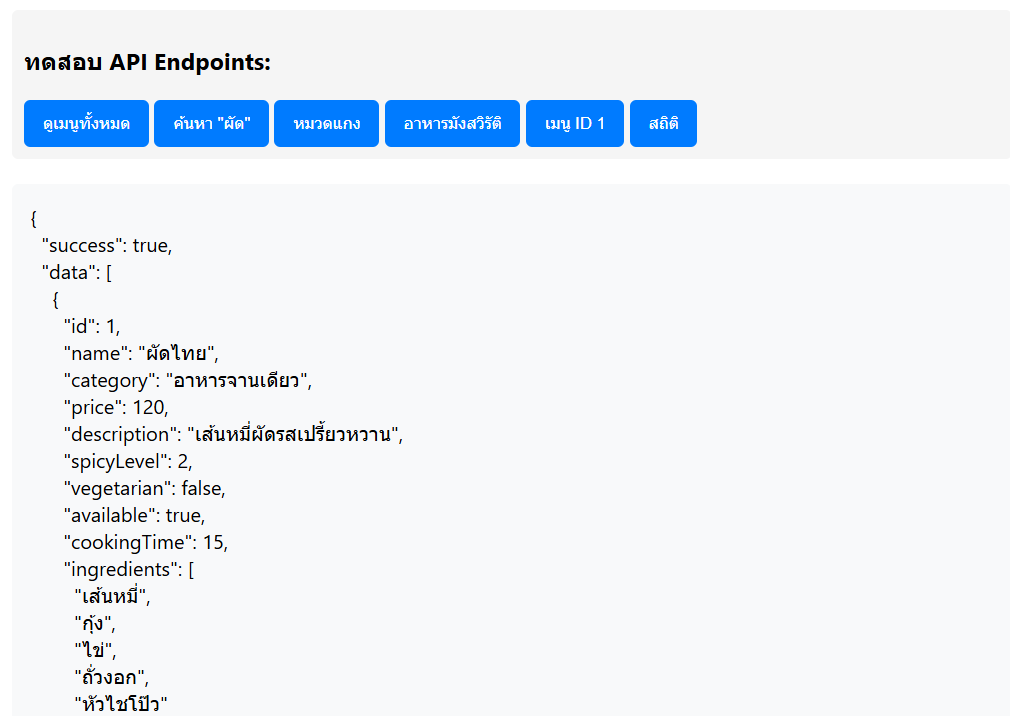 ทดสอบ API Endpoints:
ดูเมนูทั้งหมด ค้นหา "ผัด" หมวดแกง อาหารมังสวิรัติ เมนู ID 1 สถิติ
{
"success": true,
"data": [
{
"id": 1,
"name": "ผัดไทย",
"category": "อาหารจานเดียว",
"price": 120,
"description": "เส้นหมี่ผัดรสเปรี้ยวหวาน",
"spicyLevel": 2,
"vegetarian": false,
"available": true,
"cookingTime": 15,
"ingredients": [
"เส้นหมี่",
"กุ้ง",
"ไข่",
"ถั่วงอก",
"หัวไชโป๊ว"